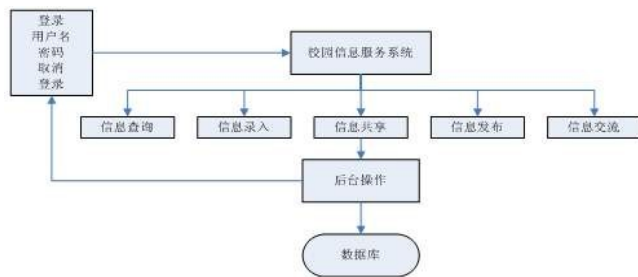 登录
用户名
密码
取消
登录
校园信息服务系统
信息查询
信息录入
信息共享
信息发布
信息交流
后台操作
数据库